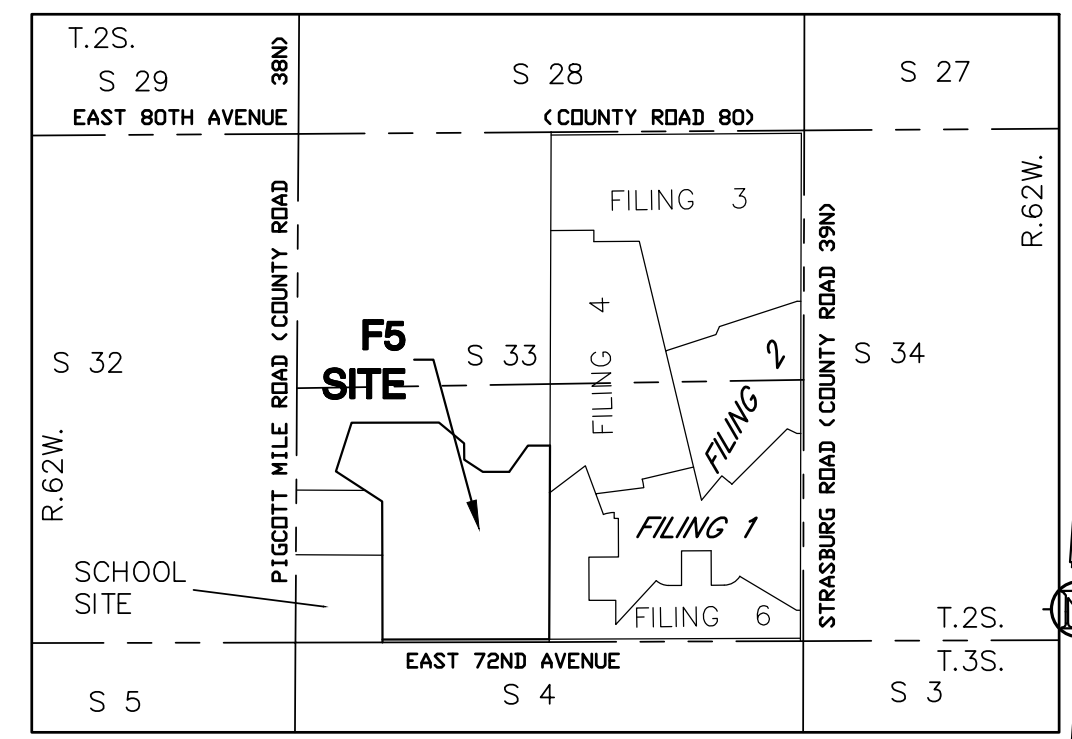 T.2S.
S 29
38N)
S 28
S 27
EAST 80TH AVENUE
(COUNTY ROAD 80)
R.62W.
FILING 3
PIGCOTT MILE ROAD (COUNTY ROAD
STRASBURG ROAD (COUNTY ROAD 39N)
FILING 4
F5
SITE
S 33
FILING 2
S 34
S 32
R.62W.
FILING 1
SCHOOL
SITE
FILING 6
T.2S.
N
EAST 72ND AVENUE
T.3S.
S 5
S 4
S 3